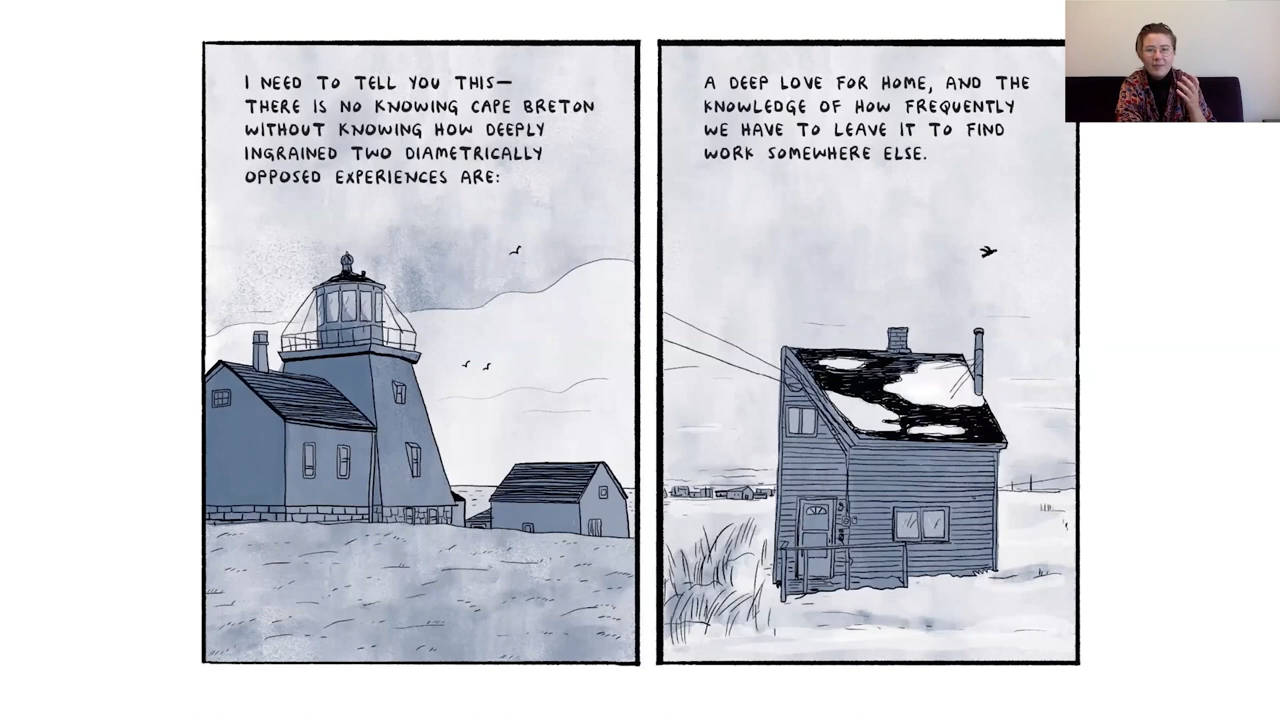 I NEED TO TELL YOU THIS—
THERE IS NO KNOWING CAPE BRETON
WITHOUT KNOWING HOW DEEPLY
INGRAINED TWO DIAMETRICALLY
OPPOSED EXPERIENCES ARE:
A DEEP LOVE FOR HOME, AND THE
KNOWLEDGE OF HOW FREQUENTLY
WE HAVE TO LEAVE IT TO FIND
WORK SOMEWHERE ELSE.